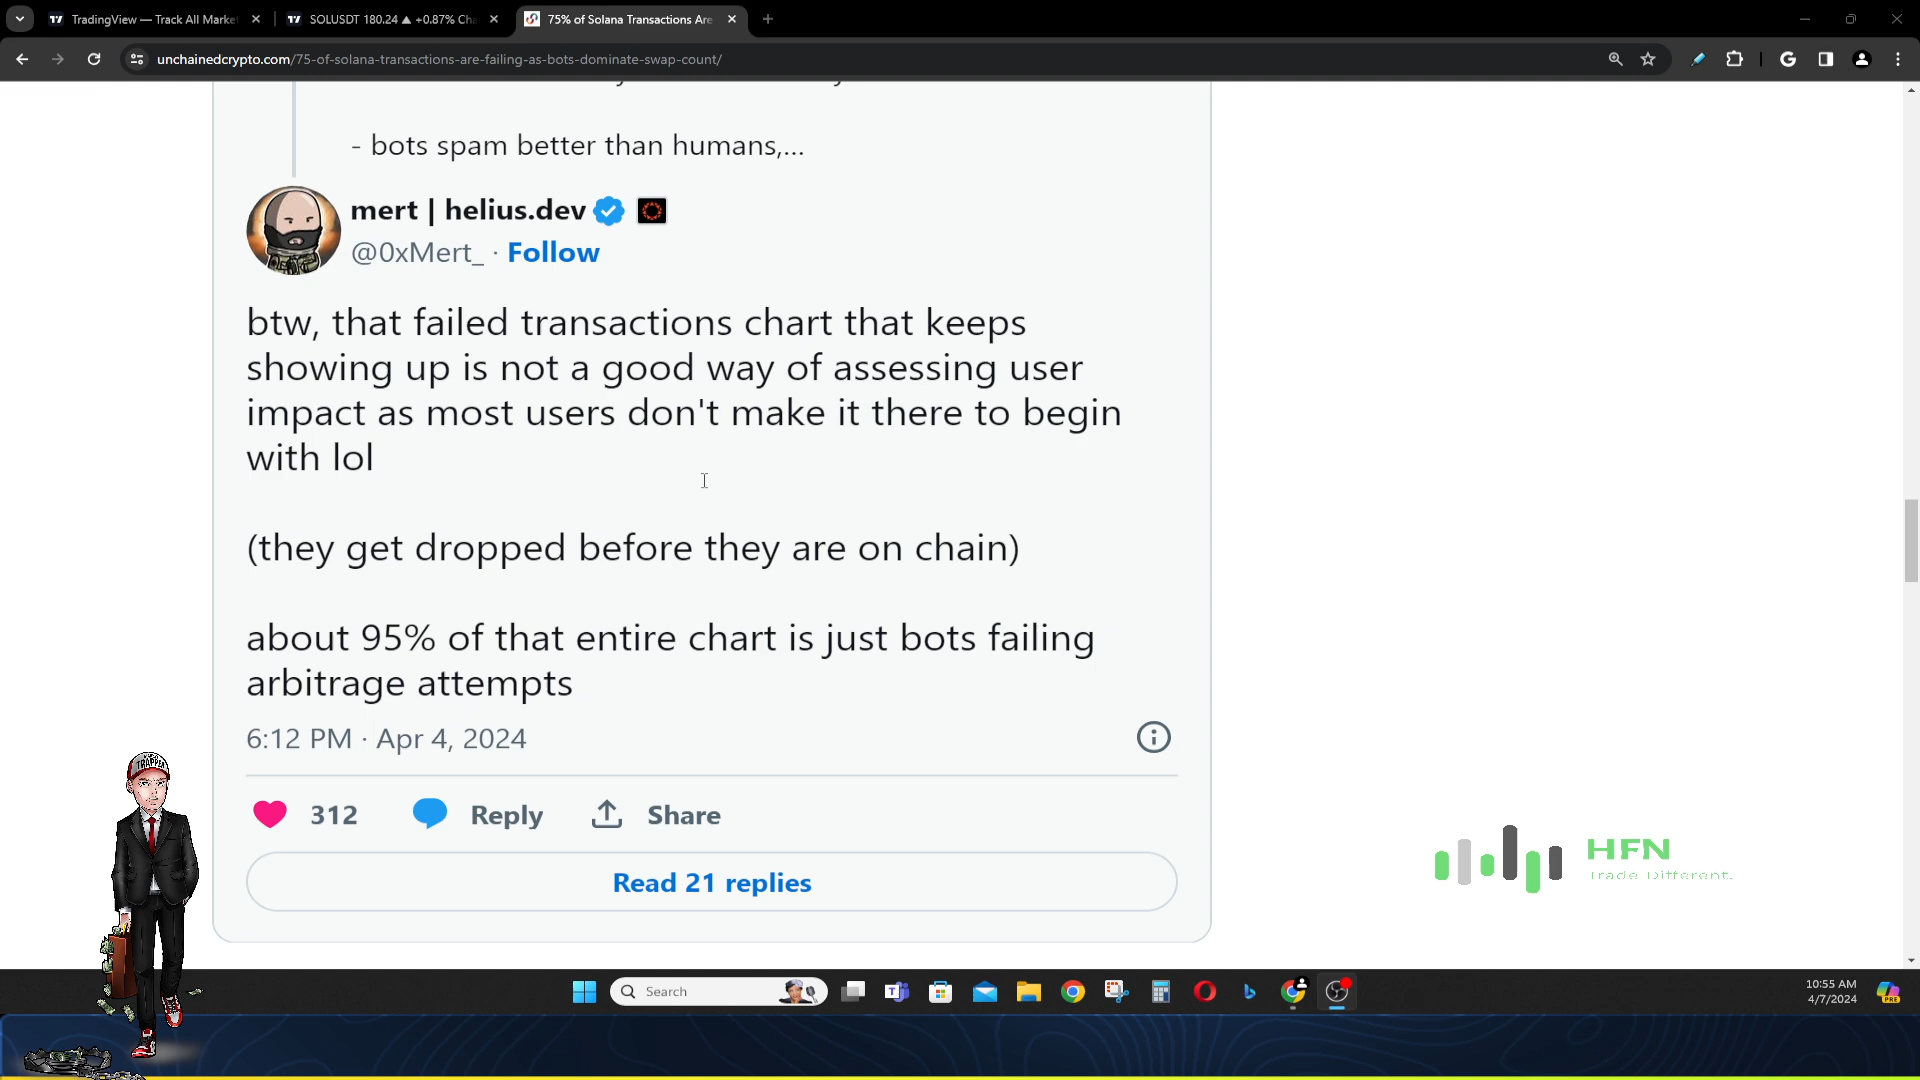 TradingView — Track All Marke
SOLUSDT 180.24 ▲ +0.87% Ch
75% of Solana Transactions Are
unchainedcrypto.com/75-of-solana-transactions-are-failing-as-bots-dominate-swap-count/
- bots spam better than humans,...
mert | helius.dev
@0xMert_ · Follow
btw, that failed transactions chart that keeps
showing up is not a good way of assessing user
impact as most users don't make it there to begin
with lol
(they get dropped before they are on chain)
about 95% of that entire chart is just bots failing
arbitrage attempts
6:12 PM · Apr 4, 2024
312 Reply Share
Read 21 replies
TRAPPER
HFN
Trade Different.
Search
10:55 AM
4/7/2024
PRE